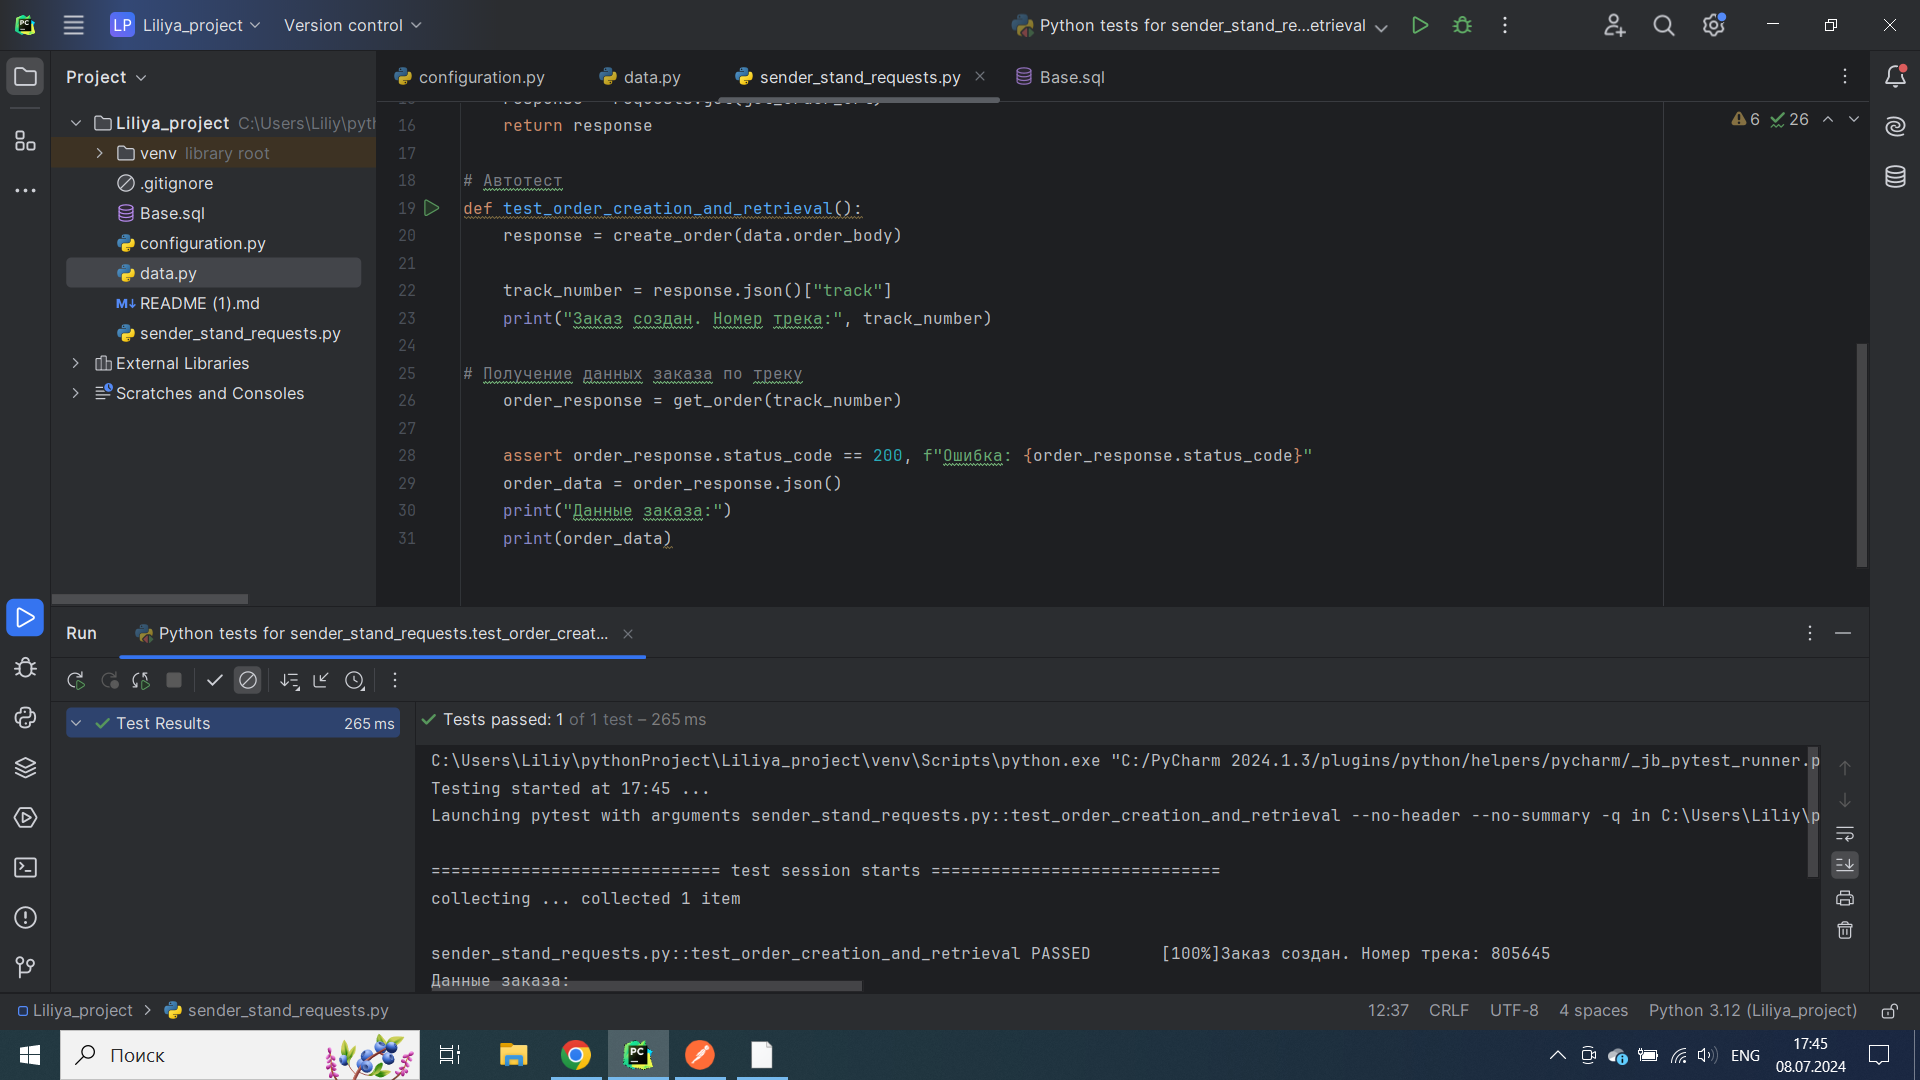 LP Liliya_project Version control Python tests for sender_stand_re...etrieval
Project
configuration.py data.py sender_stand_requests.py Base.sql
Liliya_project C:\Users\Liliy\pyth
venv library root
.gitignore
Base.sql
configuration.py
data.py
README (1).md
sender_stand_requests.py
External Libraries
Scratches and Consoles
6 26
16 return response
17
18 # Автотест
19 def test_order_creation_and_retrieval():
20 response = create_order(data.order_body)
21
22 track_number = response.json()["track"]
23 print("Заказ создан. Номер трека:", track_number)
24
25 # Получение данных заказа по треку
26 order_response = get_order(track_number)
27
28 assert order_response.status_code == 200, f"Ошибка: {order_response.status_code}"
29 order_data = order_response.json()
30 print("Данные заказа:")
31 print(order_data)
Run Python tests for sender_stand_requests.test_order_creat...
Test Results 265 ms
Tests passed: 1 of 1 test – 265 ms
C:\Users\Liliy\pythonProject\Liliya_project\venv\Scripts\python.exe "C:/PyCharm 2024.1.3/plugins/python/helpers/pycharm/_jb_pytest_runner.p
Testing started at 17:45 ...
Launching pytest with arguments sender_stand_requests.py::test_order_creation_and_retrieval --no-header --no-summary -q in C:\Users\Liliy\p
============================= test session starts =============================
collecting ... collected 1 item
sender_stand_requests.py::test_order_creation_and_retrieval PASSED [100%]Заказ создан. Номер трека: 805645
Данные заказа:
Liliya_project > sender_stand_requests.py 12:37 CRLF UTF-8 4 spaces Python 3.12 (Liliya_project)
Поиск
ENG
17:45
08.07.2024